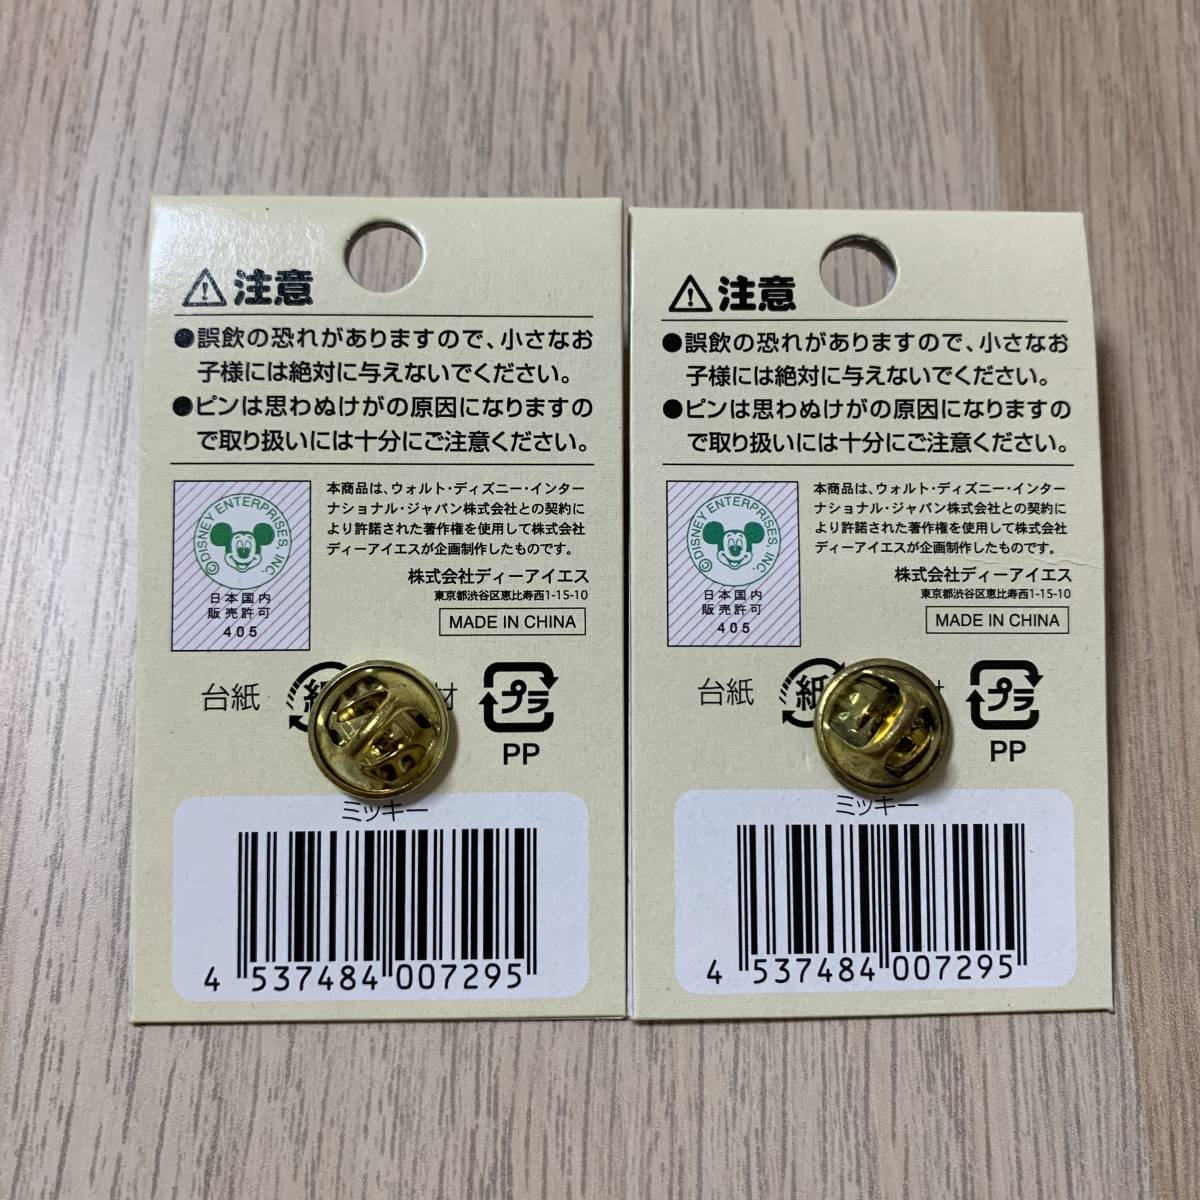 注意
●誤飲の恐れがありますので、小さなお
子様には絶対に与えないでください。
●ピンは思わぬけがの原因になりますの
で取り扱いには十分にご注意ください。
©DISNEY ENTERPRISES, INC.
日本国内
販売許可
405
本商品は、ウォルト・ディズニー・インター
ナショナル・ジャパン株式会社との契約に
より許諾された著作権を使用して株式会社
ディーアイエスが企画制作したものです。
株式会社ディーアイエス
東京都渋谷区恵比寿西1-15-10
MADE IN CHINA
台紙
材
プラ
PP
ミッキー
4 537484 007295
注意
●誤飲の恐れがありますので、小さなお
子様には絶対に与えないでください。
●ピンは思わぬけがの原因になりますの
で取り扱いには十分にご注意ください。
©DISNEY ENTERPRISES, INC.
日本国内
販売許可
405
本商品は、ウォルト・ディズニー・インター
ナショナル・ジャパン株式会社との契約に
より許諾された著作権を使用して株式会社
ディーアイエスが企画制作したものです。
株式会社ディーアイエス
東京都渋谷区恵比寿西1-15-10
MADE IN CHINA
台紙
紙
プラ
PP
ミッキー
4 537484 007295